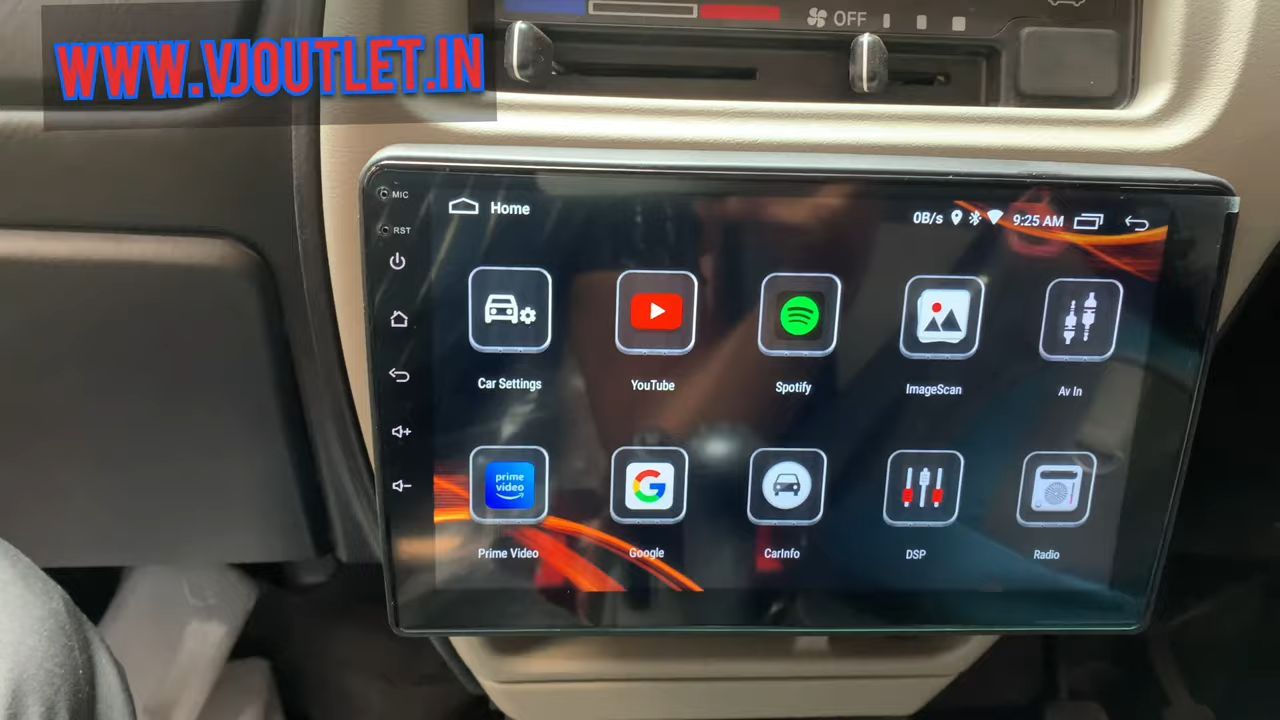 OFF
WWW.VJOUTLET.IN
MIC
Home
0B/s 9:25 AM
RST
Car Settings
YouTube
Spotify
ImageScan
Av In
prime
video
G
Prime Video
Google
CarInfo
DSP
Radio